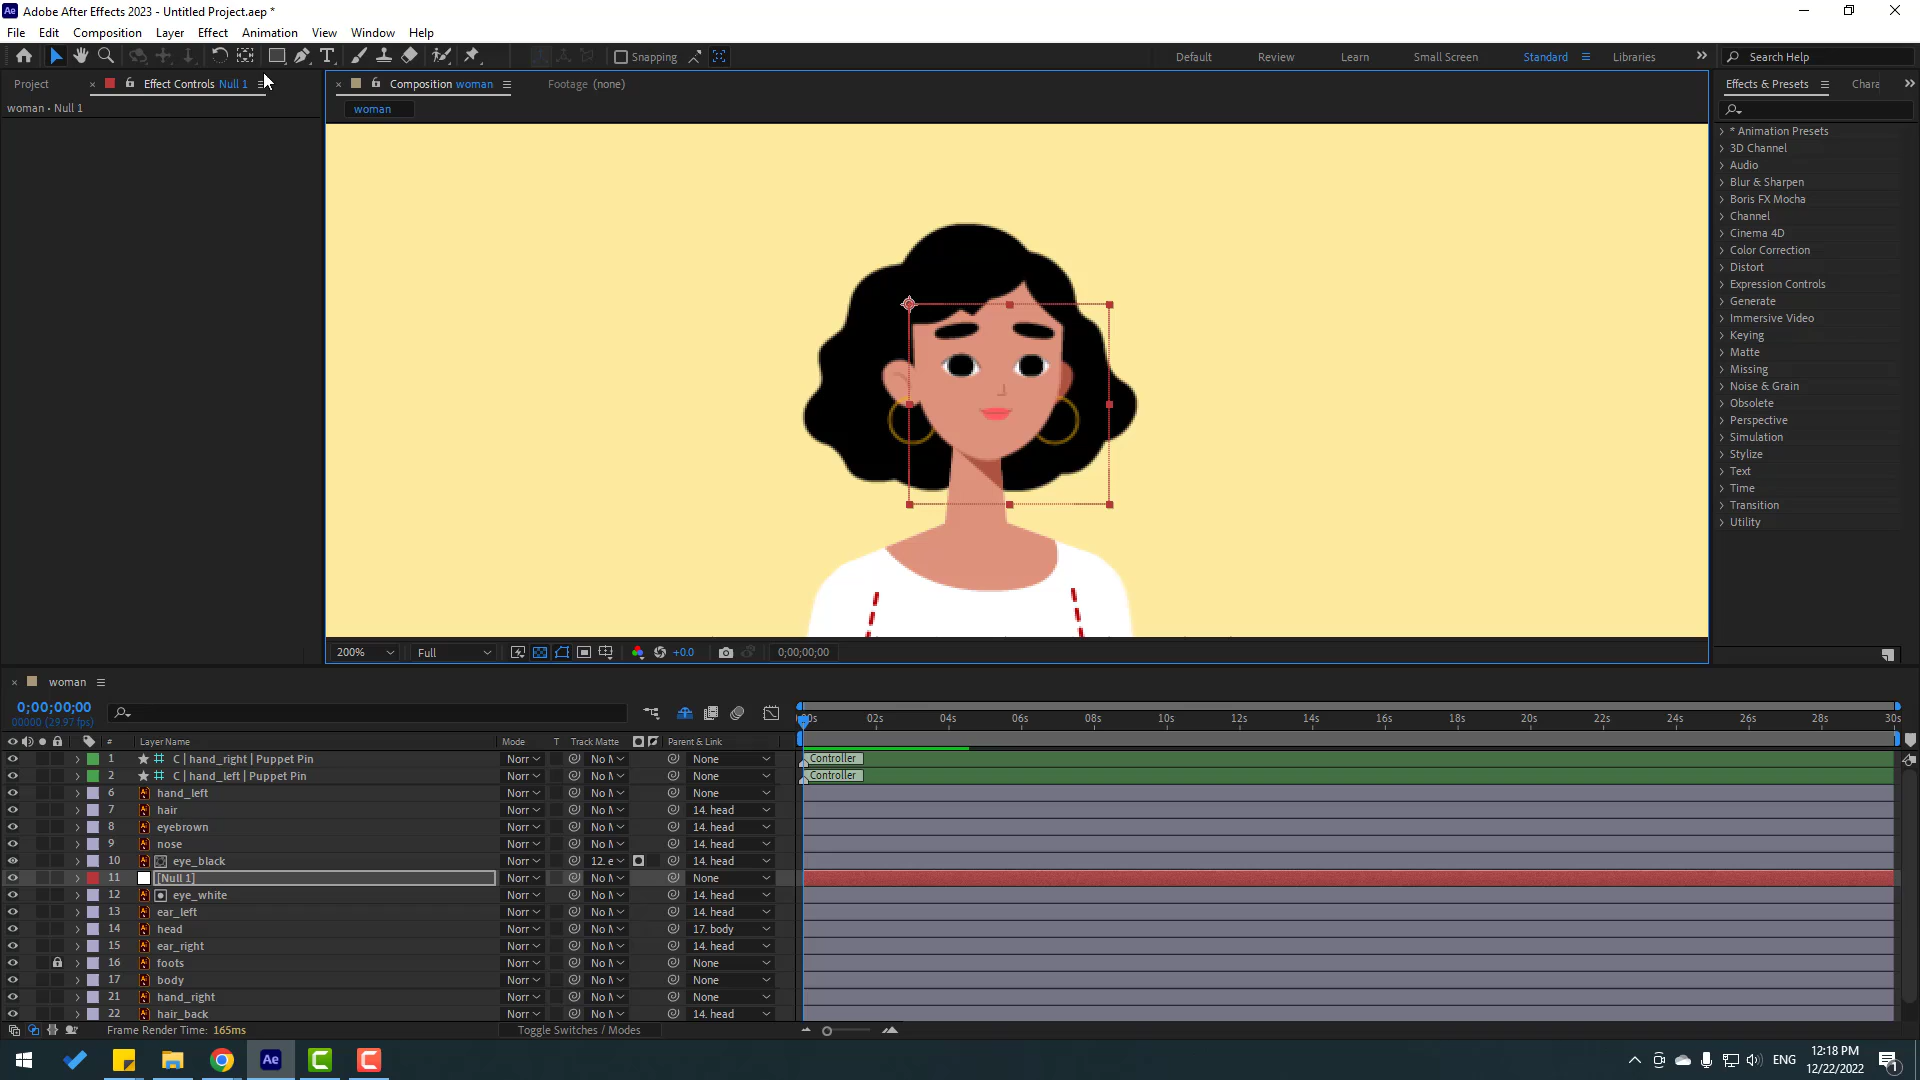 Adobe After Effects 2023 - Untitled Project.aep *
File Edit Composition Layer Effect Animation View Window Help
Snapping
Default Review Learn Small Screen Standard Libraries
Search Help
Project
Effect Controls Null 1
Composition woman
Footage (none)
Effects & Presets
Chara
woman • Null 1
woman
* Animation Presets
3D Channel
Audio
Blur & Sharpen
Boris FX Mocha
Channel
Cinema 4D
Color Correction
Distort
Expression Controls
Generate
Immersive Video
Keying
Matte
Missing
Noise & Grain
Obsolete
Perspective
Simulation
Stylize
Text
Time
Transition
Utility
200% Full +0.0 0;00;00;00
woman
0;00;00;00
00000 (29.97 fps)
02s 04s 06s 08s 10s 12s 14s 16s 18s 20s 22s 24s 26s 28s 30s
# Layer Name Mode T Track Matte Parent & Link
1 C | hand_right | Puppet Pin Norr No M None Controller
2 C | hand_left | Puppet Pin Norr No M None Controller
6 hand_left Norr No M None
7 hair Norr No M 14. head
8 eyebrown Norr No M 14. head
9 nose Norr No M 14. head
10 eye_black Norr 12. e 14. head
11 [Null 1] Norr No M None
12 eye_white Norr No M 14. head
13 ear_left Norr No M 14. head
14 head Norr No M 17. body
15 ear_right Norr No M 14. head
16 foots Norr No M None
17 body Norr No M None
21 hand_right Norr No M None
22 hair_back Norr No M 14. head
Frame Render Time: 165ms
Toggle Switches / Modes
Ae
ENG
12:18 PM
12/22/2022
1